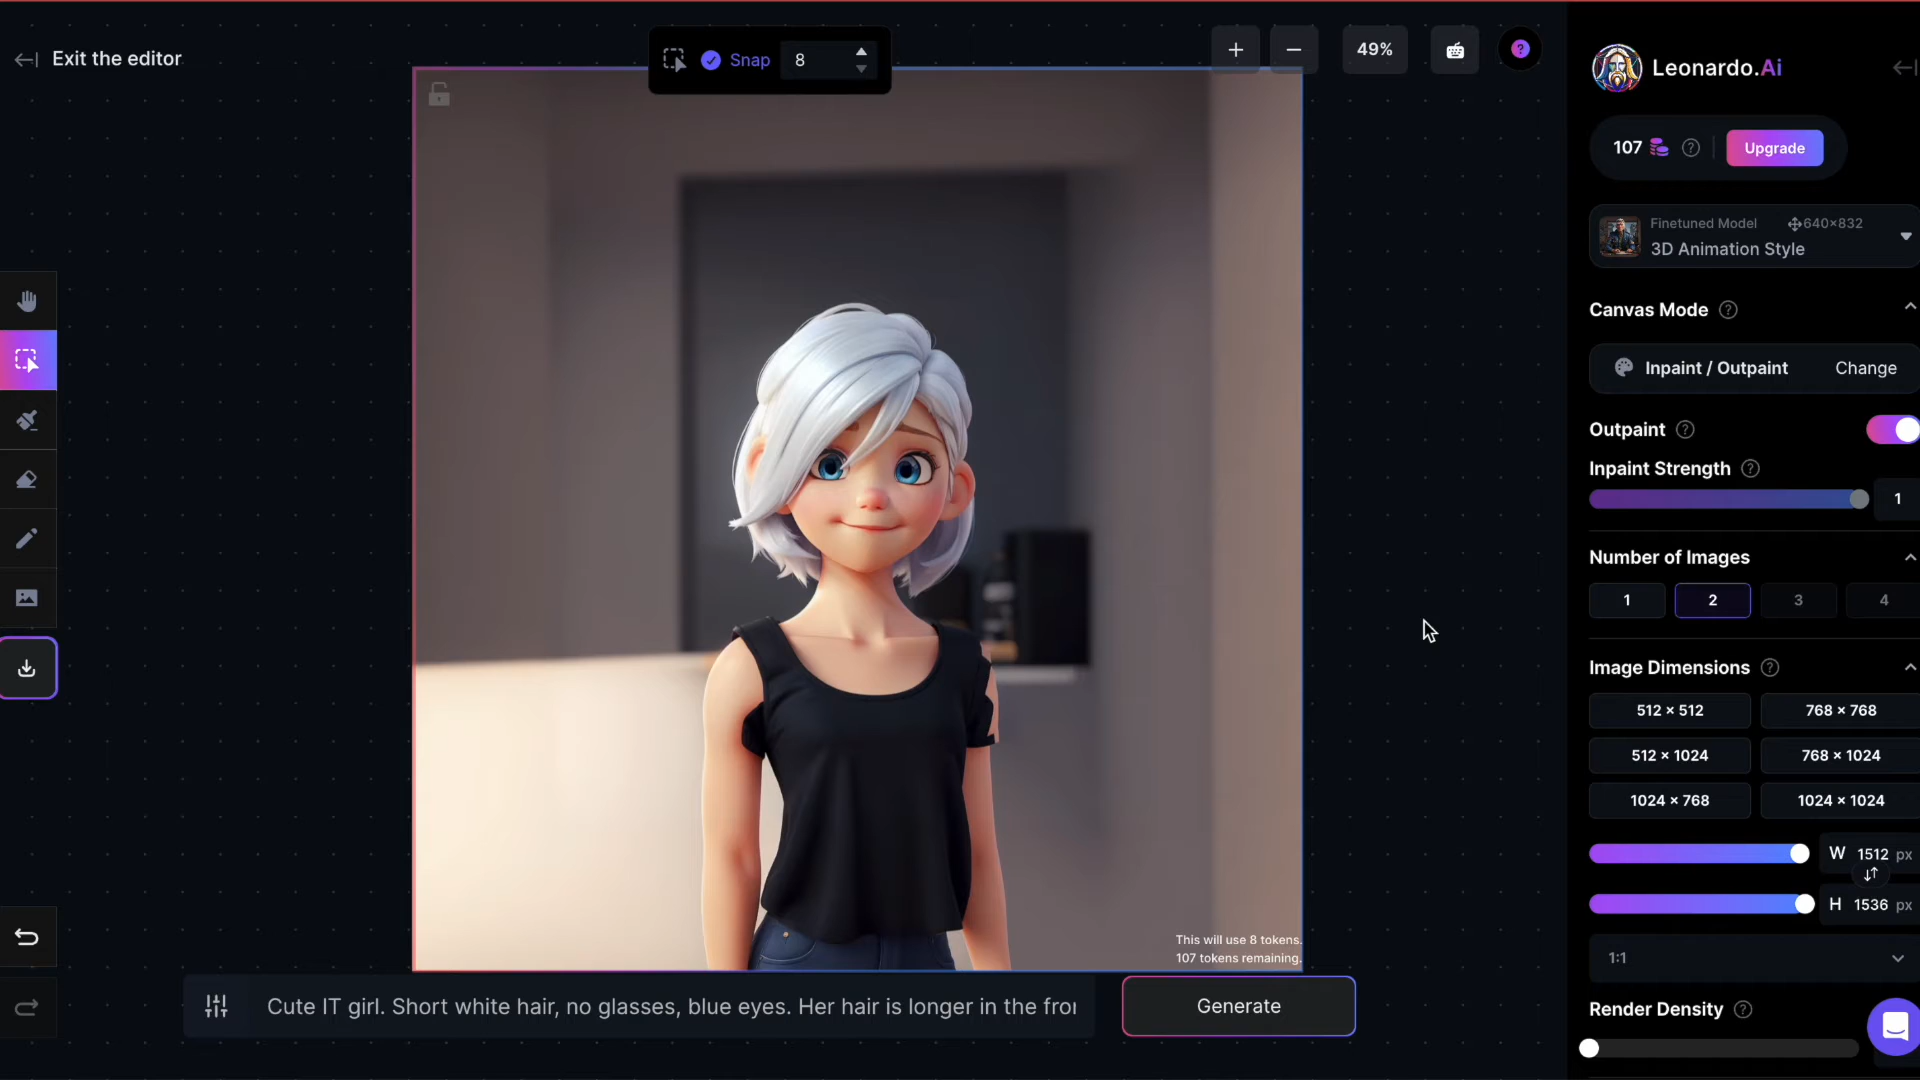 Exit the editor
Snap 8
49%
?
Leonardo.Ai
107 ? Upgrade
Finetuned Model 640×832
3D Animation Style
Canvas Mode ?
Inpaint / Outpaint Change
Outpaint ?
Inpaint Strength ?
1
Number of Images
1 2 3 4
Image Dimensions ?
512 × 512 768 × 768
512 × 1024 768 × 1024
1024 × 768 1024 × 1024
W 1512 px
H 1536 px
1:1
Render Density ?
This will use 8 tokens.
107 tokens remaining.
Cute IT girl. Short white hair, no glasses, blue eyes. Her hair is longer in the fror
Generate